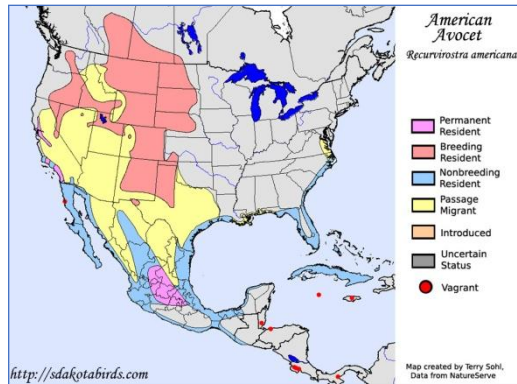 American
Avocet
Recurvirostra americana
Permanent
Resident
Breeding
Resident
Nonbreeding
Resident
Passage
Migrant
Introduced
Uncertain
Status
Vagrant
http://sdakotabirds.com
Map created by Terry Sohl,
Data from NatureServe